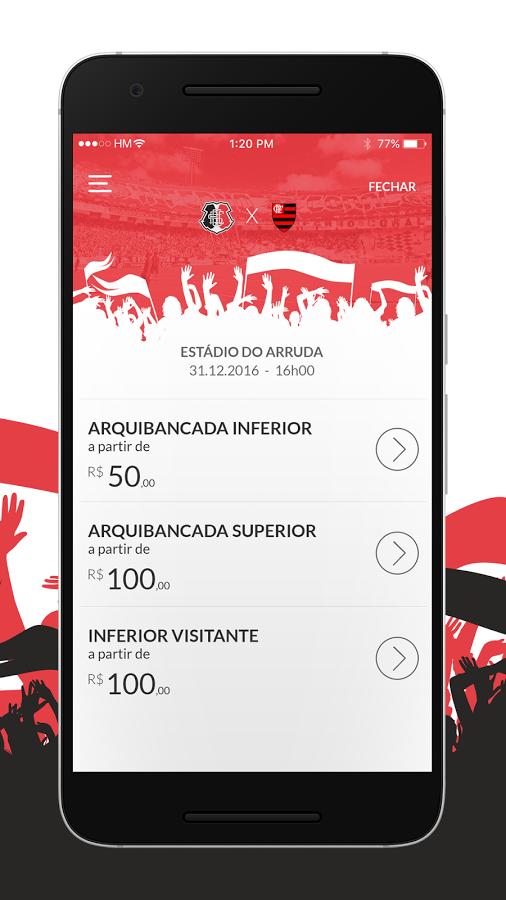 HM 1:20 PM 77%
FECHAR
X
ESTÁDIO DO ARRUDA
31.12.2016 - 16h00
ARQUIBANCADA INFERIOR
a partir de
R$ 50,00
ARQUIBANCADA SUPERIOR
a partir de
R$ 100,00
INFERIOR VISITANTE
a partir de
R$ 100,00